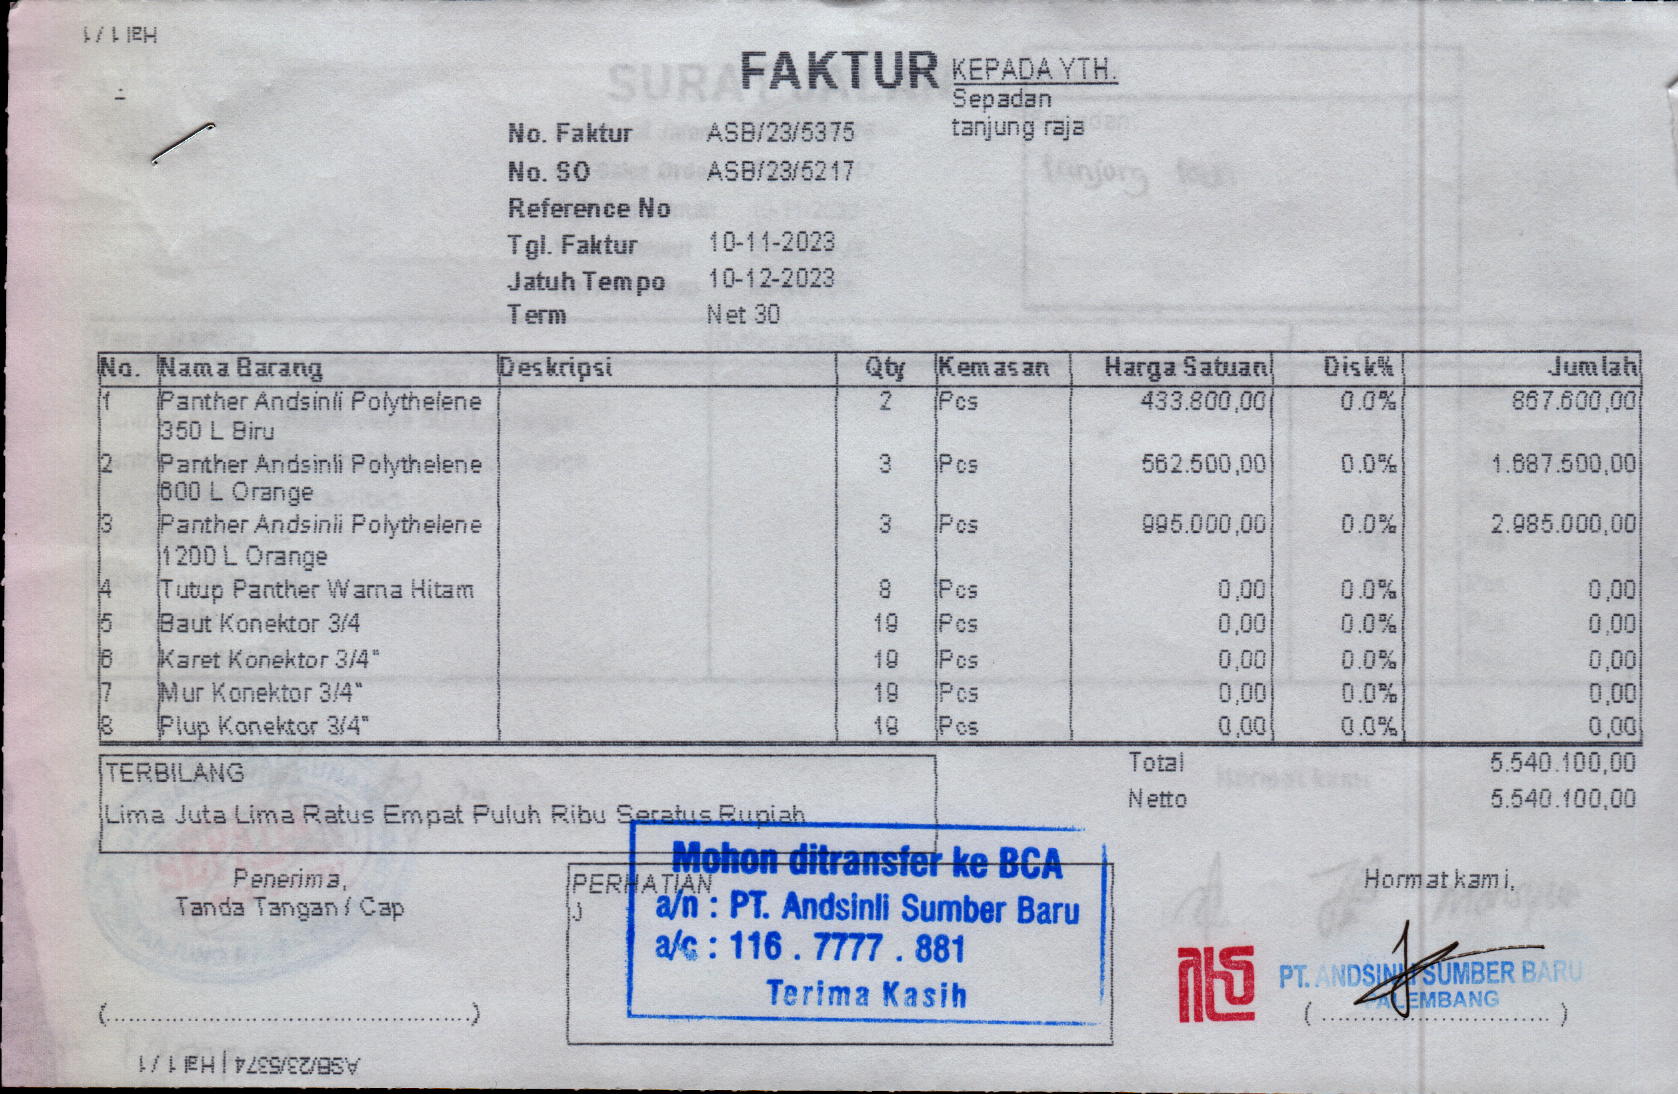 Hal 1 / 1
FAKTUR
KEPADA YTH.
Sepadan
tanjung raja
No. Faktur ASB/23/5375
No. SO ASB/23/5217
Reference No
Tgl. Faktur 10-11-2023
Jatuh Tempo 10-12-2023
Term Net 30
No. Nama Barang Deskripsi Qty Kemasan Harga Satuan Disk% Jumlah
1 Panther Andsinli Polythelene 2 Pcs 433.800,00 0.0% 867.600,00
350 L Biru
2 Panther Andsinli Polythelene 3 Pcs 562.500,00 0.0% 1.687.500,00
600 L Orange
3 Panther Andsinli Polythelene 3 Pcs 995.000,00 0.0% 2.985.000,00
1200 L Orange
4 Tutup Panther Warna Hitam 8 Pcs 0,00 0.0% 0,00
5 Baut Konektor 3/4 19 Pcs 0,00 0.0% 0,00
6 Karet Konektor 3/4" 19 Pcs 0,00 0.0% 0,00
7 Mur Konektor 3/4" 19 Pcs 0,00 0.0% 0,00
8 Plup Konektor 3/4" 19 Pcs 0,00 0.0% 0,00
Total 5.540.100,00
Netto 5.540.100,00
TERBILANG
Lima Juta Lima Ratus Empat Puluh Ribu Seratus Rupiah
Penerima,
Tanda Tangan / Cap
(..............................................)
PERHATIAN
Mohon ditransfer ke BCA
a/n : PT. Andsinli Sumber Baru
a/c : 116 . 7777 . 881
Terima Kasih
Hormat kami,
PT. ANDSINLI SUMBER BARU
PALEMBANG
( .............................. )
ASB/23/5374 | Hal 1 / 1